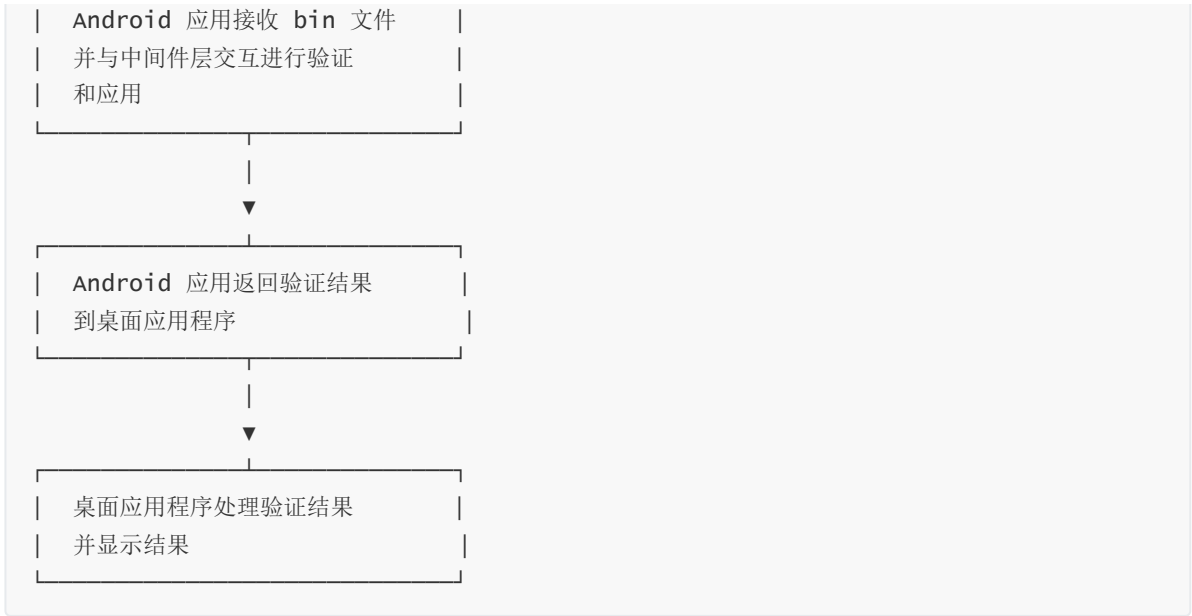 Android 应用接收 bin 文件
并与中间件层交互进行验证
和应用
Android 应用返回验证结果
到桌面应用程序
桌面应用程序处理验证结果
并显示结果